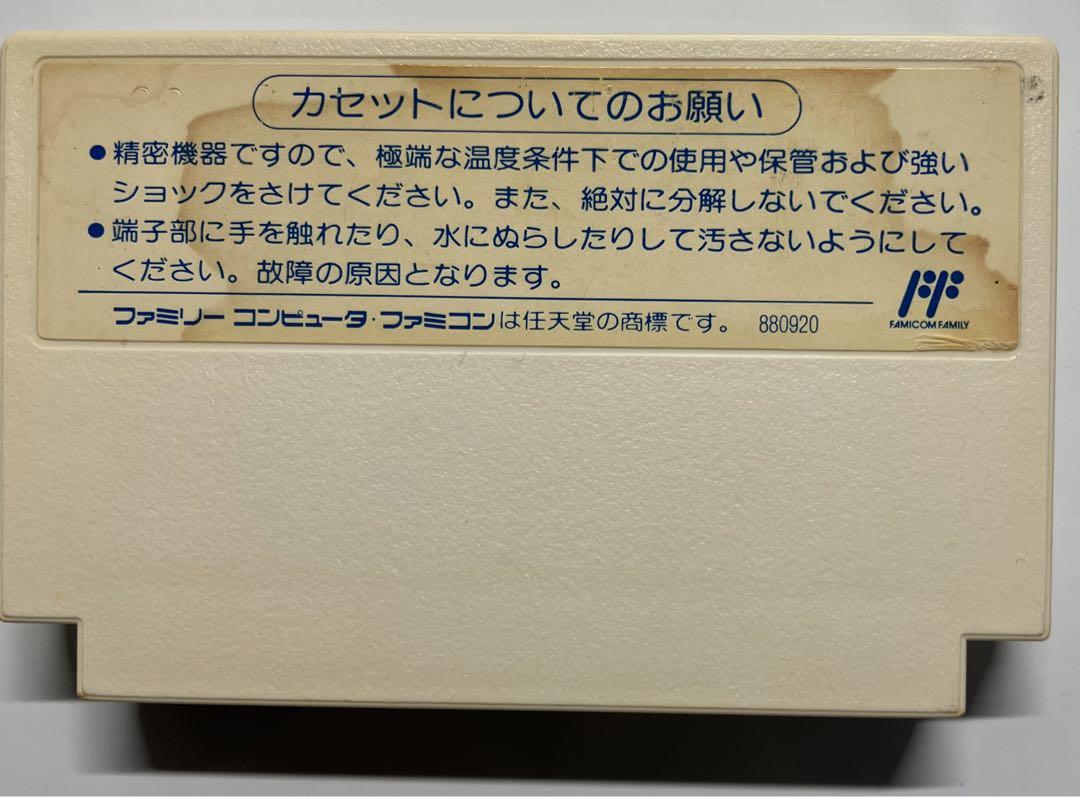 カセットについてのお願い
●精密機器ですので、極端な温度条件下での使用や保管および強い
ショックをさけてください。また、絶対に分解しないでください。
●端子部に手を触れたり、水にぬらしたりして汚さないようにして
ください。故障の原因となります。
ファミリーコンピュータ・ファミコンは任天堂の商標です。 880920
FAMICOM FAMILY